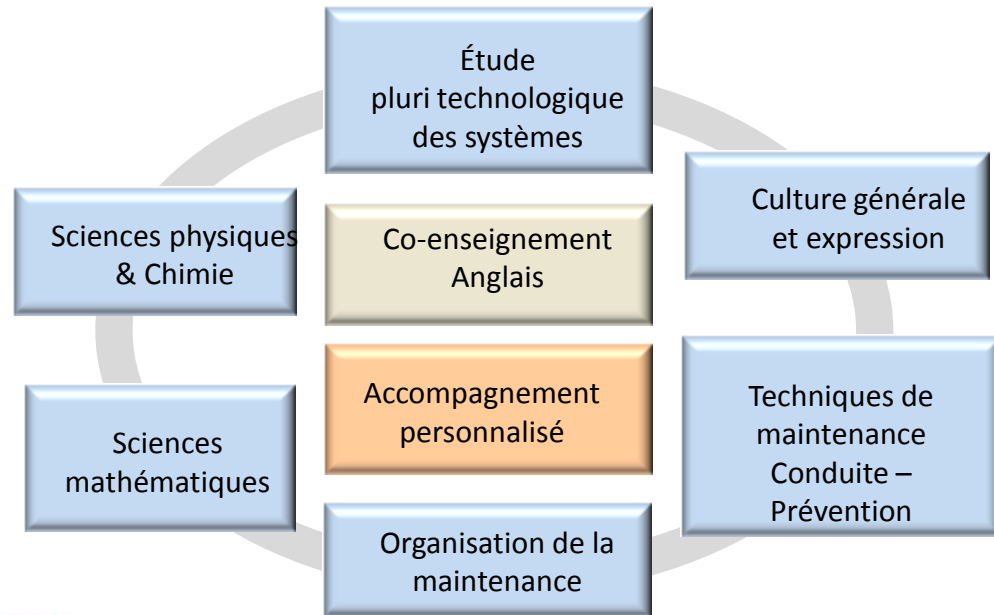 Étude
pluri technologique
des systèmes
Culture générale
et expression
Sciences physiques
& Chimie
Co-enseignement
Anglais
Accompagnement
personnalisé
Techniques de
maintenance
Conduite –
Prévention
Sciences
mathématiques
Organisation de la
maintenance